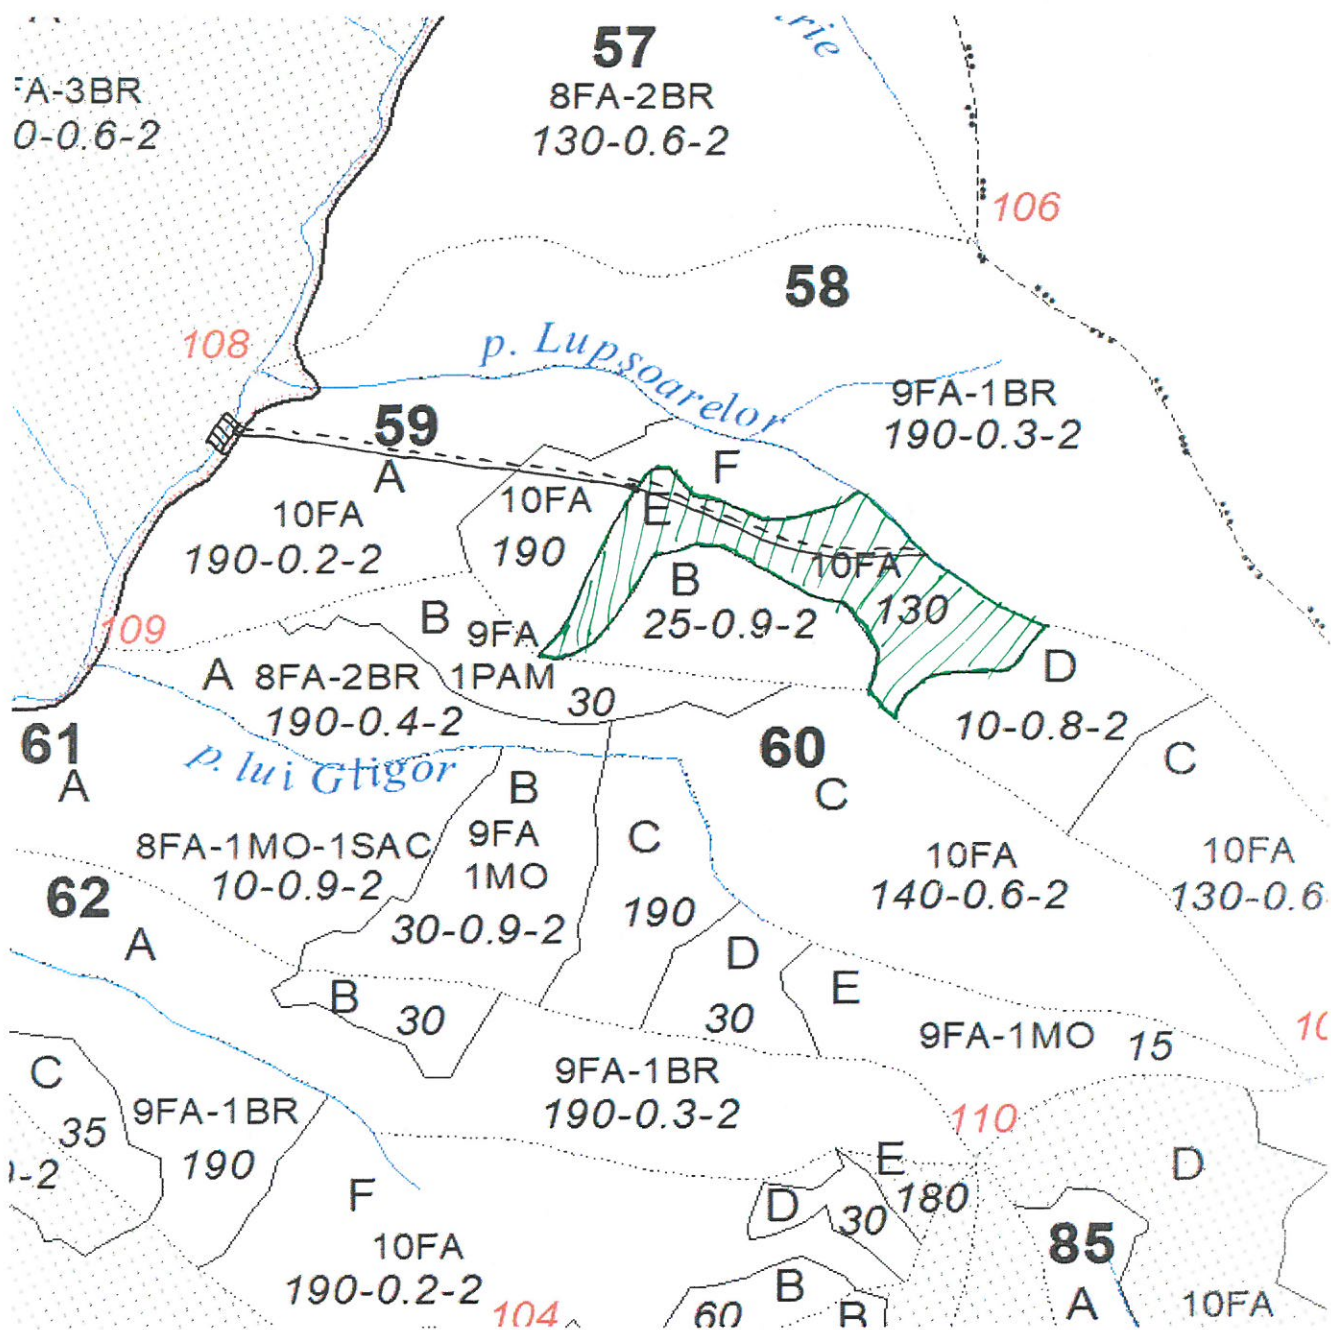 57
8FA-2BR
130-0.6-2
FA-3BR
0-0.6-2
106
58
108
p. Lupsoarelor
9FA-1BR
190-0.3-2
59
A
F
10FA
190-0.2-2
10FA
190
E
10FA
130
B
25-0.9-2
109
B
9FA
1PAM
30
A
8FA-2BR
190-0.4-2
D
10-0.8-2
61
A
p. lui Gligor
60
C
C
B
9FA
1MO
30-0.9-2
C
190
8FA-1MO-1SAC
10-0.9-2
10FA
140-0.6-2
10FA
130-0.6
62
A
B
30
D
30
E
9FA-1MO
15
10
C
35
9FA-1BR
190
9FA-1BR
190-0.3-2
110
-2
F
10FA
190-0.2-2
E
180
D
30
D
85
A
10FA
B
60
B
104